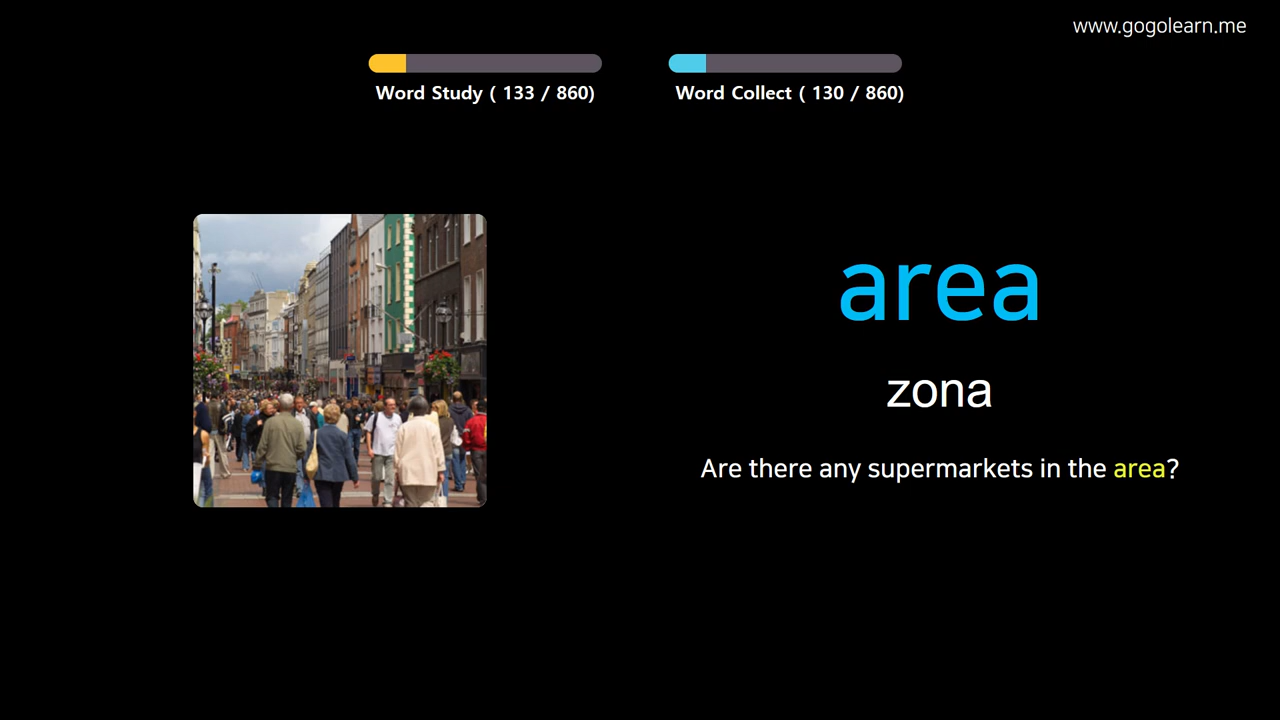 www.gogolearn.me
Word Study ( 133 / 860)
Word Collect ( 130 / 860)
area
zona
Are there any supermarkets in the area?